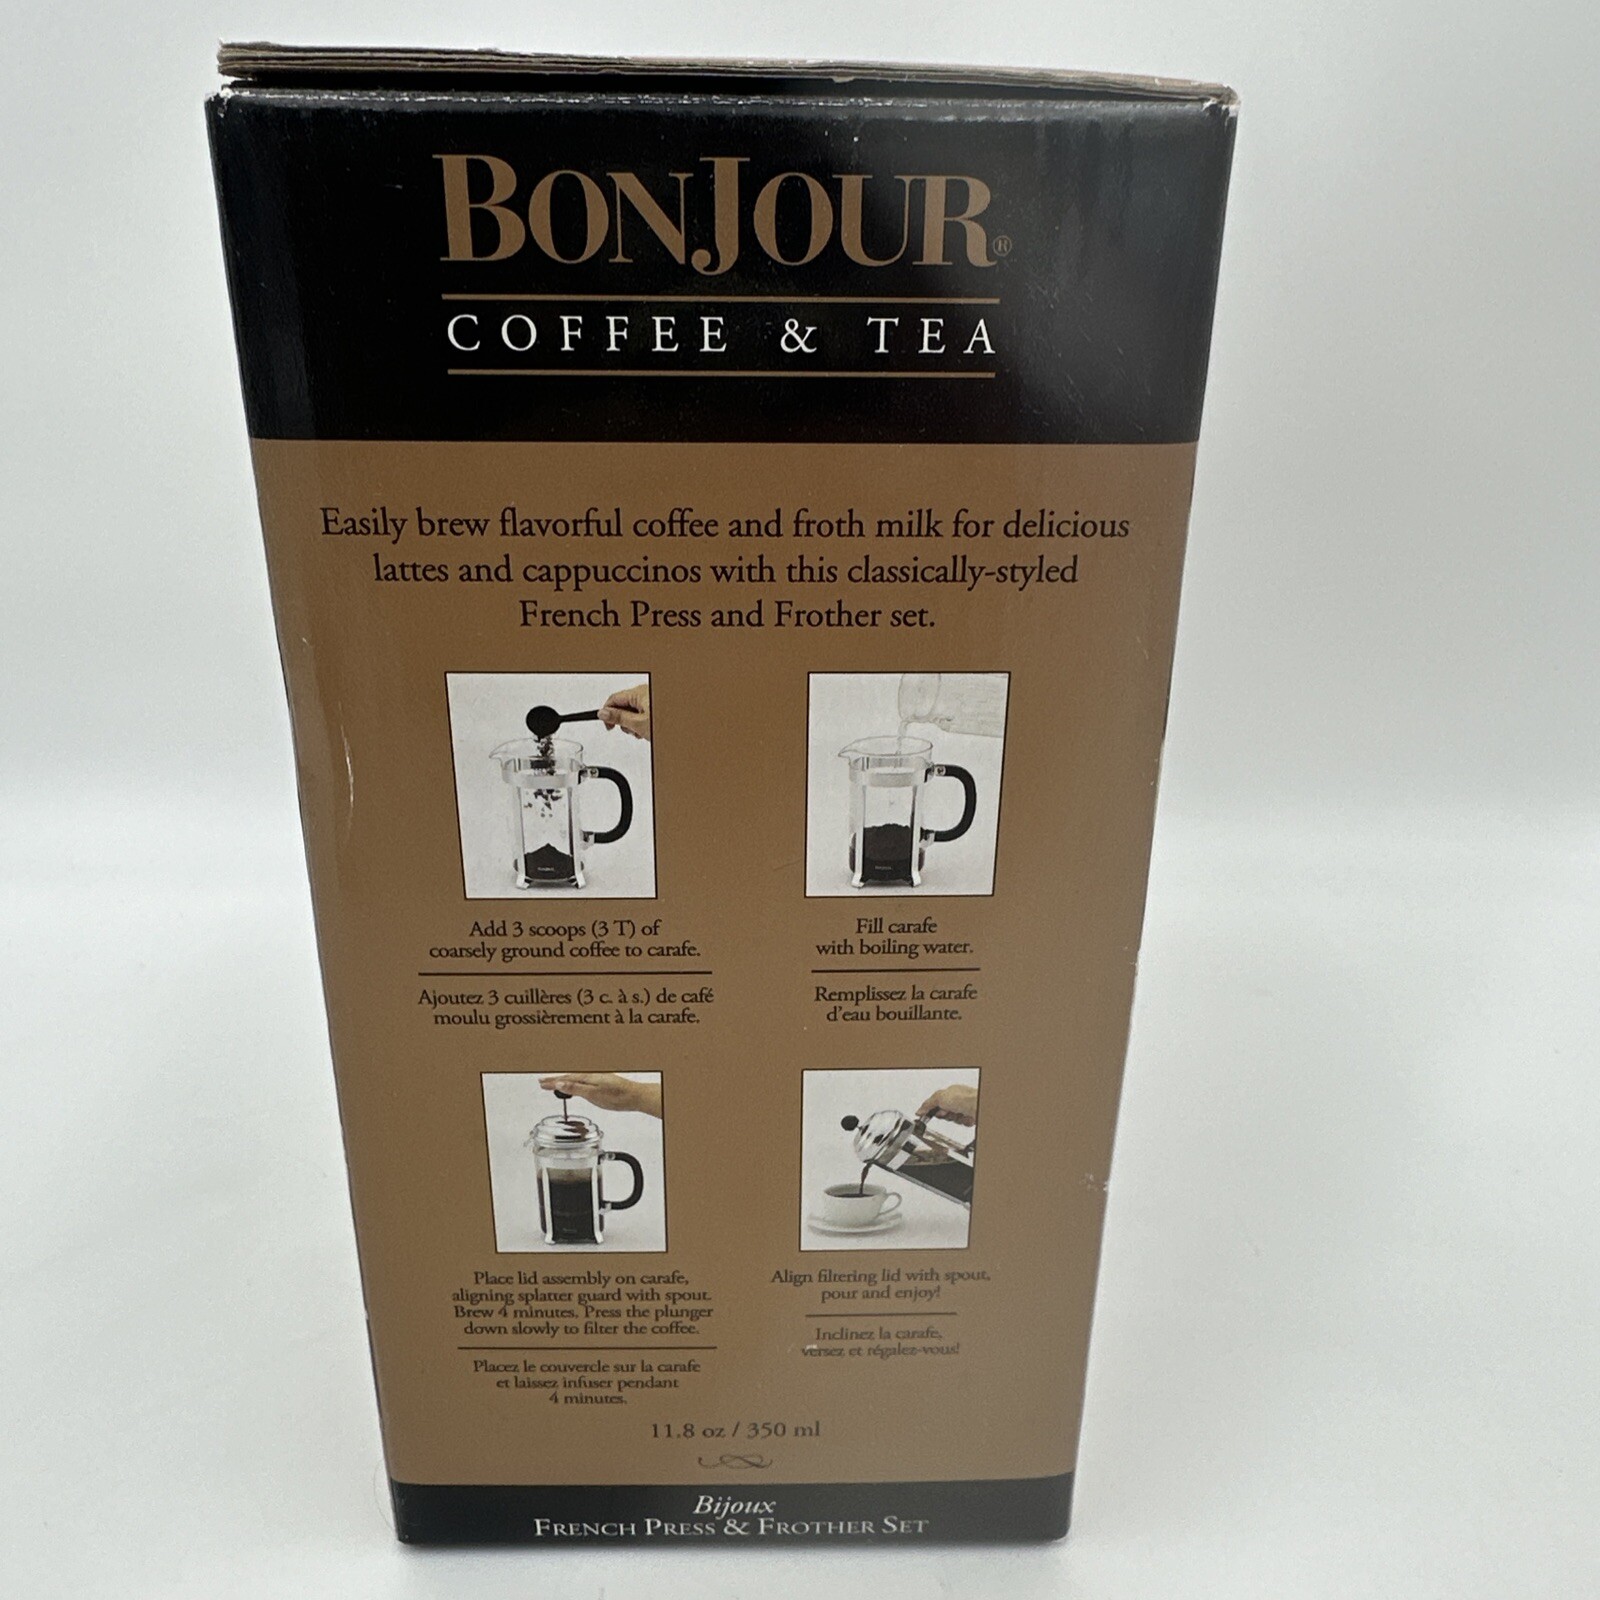 BONJOUR®
COFFEE & TEA
Easily brew flavorful coffee and froth milk for delicious
lattes and cappuccinos with this classically-styled
French Press and Frother set.
Add 3 scoops (3 T) of
coarsely ground coffee to carafe.
Ajoutez 3 cuillères (3 c. à s.) de café
moulu grossièrement à la carafe.
Fill carafe
with boiling water.
Remplissez la carafe
d'eau bouillante.
Place lid assembly on carafe,
aligning splatter guard with spout.
Brew 4 minutes. Press the plunger
down slowly to filter the coffee.
Placez le couvercle sur la carafe
et laissez infuser pendant
4 minutes.
Align filtering lid with spout,
pour and enjoy!
Inclinez la carafe,
versez et régalez-vous!
11.8 oz / 350 ml
Bijoux
FRENCH PRESS & FROTHER SET